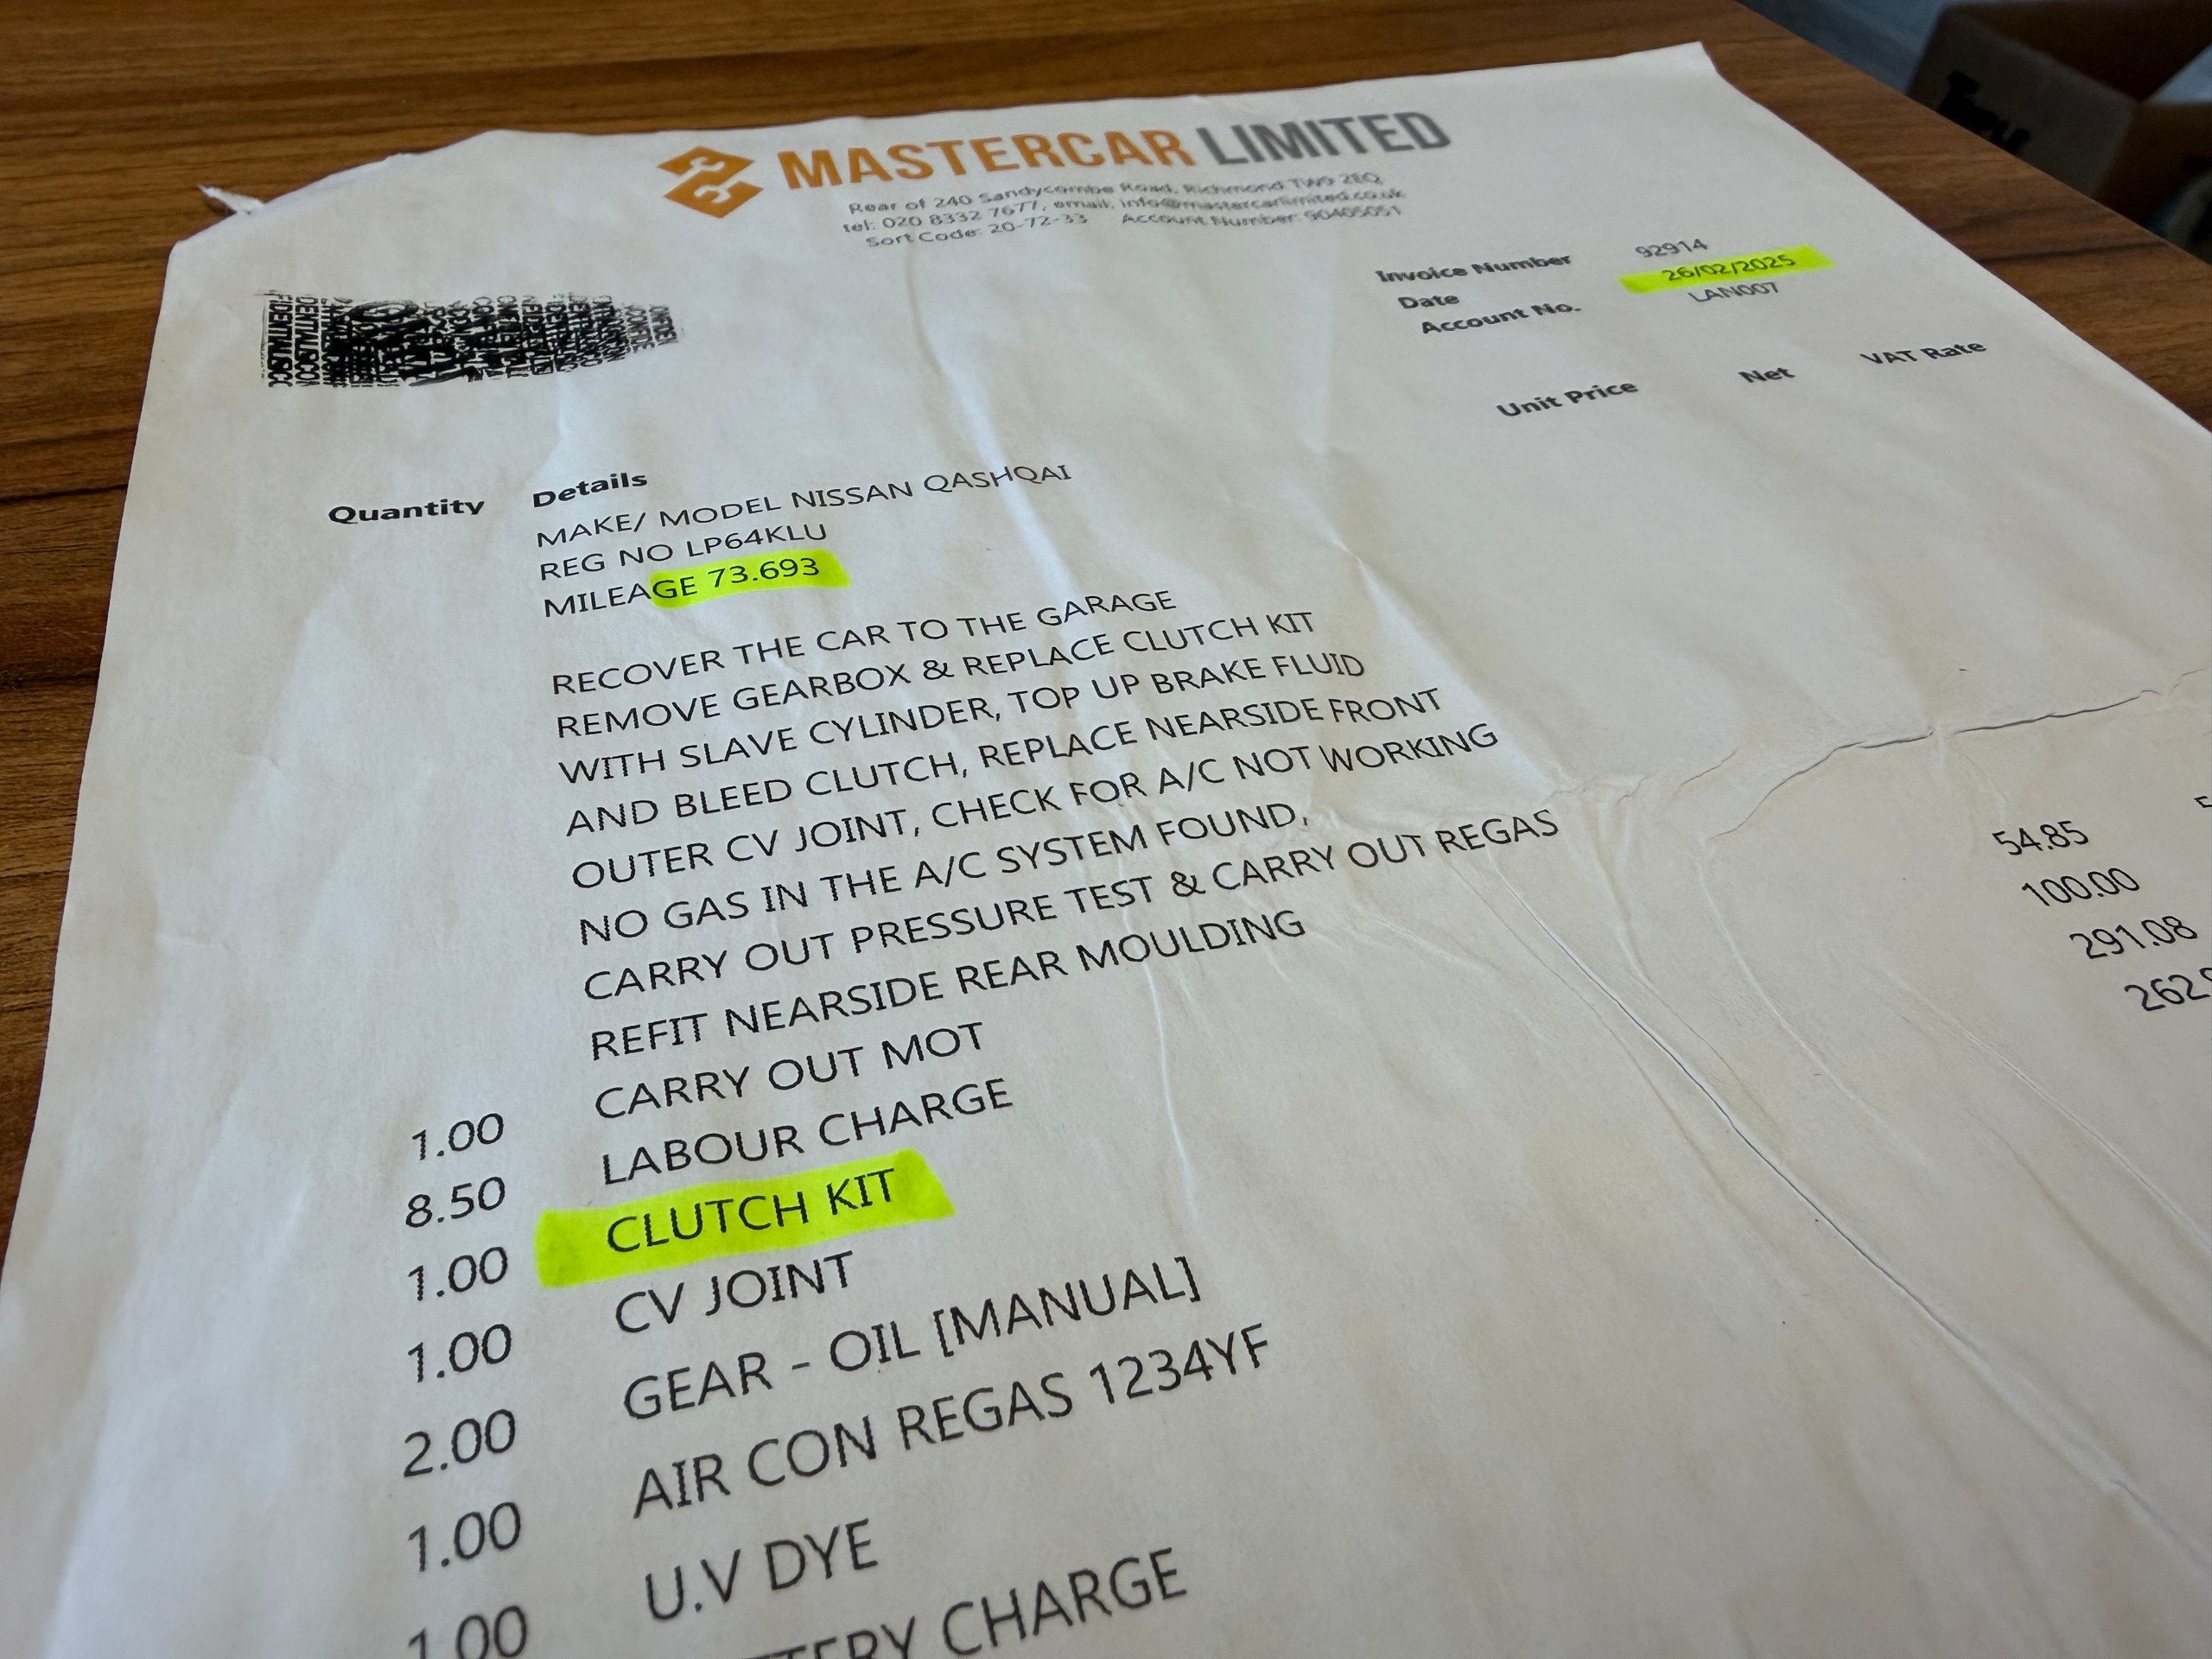 MASTERCAR LIMITED
Rear of 240 Sandycombe Road, Richmond TW9 2EQ
tel: 020 8332 7677, email: info@mastercarlimited.co.uk
Sort Code: 20-72-33 Account Number: 90405051
Invoice Number 92914
Date 26/02/2025
Account No. LAN007
Quantity Details Unit Price Net VAT Rate
MAKE/ MODEL NISSAN QASHQAI
REG NO LP64KLU
MILEAGE 73.693
RECOVER THE CAR TO THE GARAGE
REMOVE GEARBOX & REPLACE CLUTCH KIT
WITH SLAVE CYLINDER, TOP UP BRAKE FLUID
AND BLEED CLUTCH, REPLACE NEARSIDE FRONT
OUTER CV JOINT, CHECK FOR A/C NOT WORKING
NO GAS IN THE A/C SYSTEM FOUND,
CARRY OUT PRESSURE TEST & CARRY OUT REGAS
REFIT NEARSIDE REAR MOULDING
1.00 CARRY OUT MOT 54.85
8.50 LABOUR CHARGE 100.00
1.00 CLUTCH KIT 291.08
1.00 CV JOINT
2.00 GEAR - OIL [MANUAL]
1.00 AIR CON REGAS 1234YF
1.00 U.V DYE
CHARGE